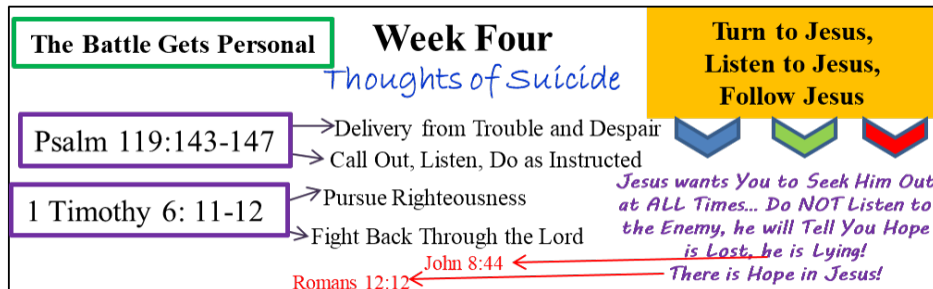 The Battle Gets Personal
Week Four
Thoughts of Suicide
Turn to Jesus,
Listen to Jesus,
Follow Jesus
Psalm 119:143-147
Delivery from Trouble and Despair
Call Out, Listen, Do as Instructed
1 Timothy 6: 11-12
Pursue Righteousness
Fight Back Through the Lord
Jesus wants You to Seek Him Out
at ALL Times... Do NOT Listen to
the Enemy, he will Tell You Hope
is Lost, he is Lying!
There is Hope in Jesus!
John 8:44
Romans 12:12